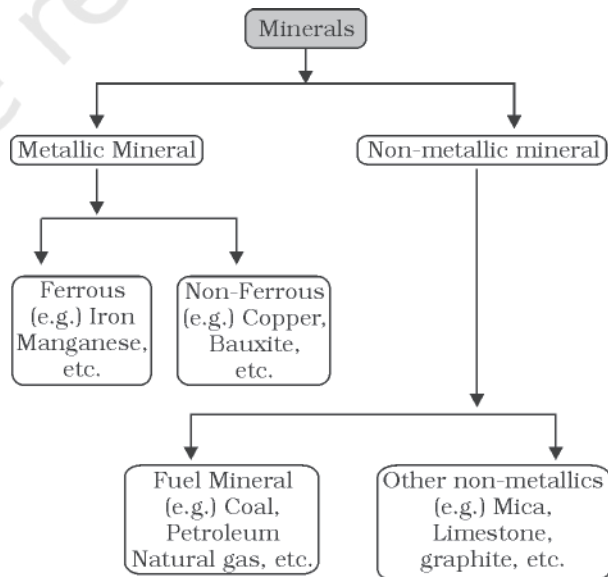 Minerals
Metallic Mineral
Non-metallic mineral
Ferrous
(e.g.) Iron
Manganese,
etc.
Non-Ferrous
(e.g.) Copper,
Bauxite,
etc.
Fuel Mineral
(e.g.) Coal,
Petroleum
Natural gas, etc.
Other non-metallics
(e.g.) Mica,
Limestone,
graphite, etc.